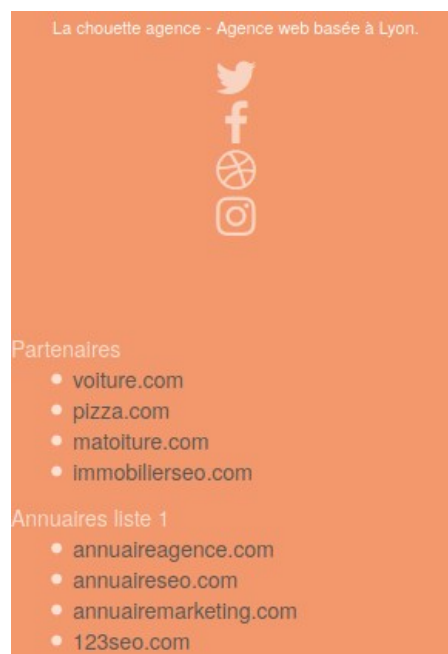 La chouette agence - Agence web basée à Lyon.
Partenaires
voiture.com
pizza.com
matoiture.com
immobilierseo.com
Annuaires liste 1
annuaireagence.com
annuaireseo.com
annuairemarketing.com
123seo.com